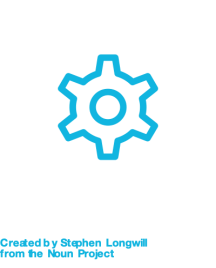 Created by Stephen Longwill
from the Noun Project